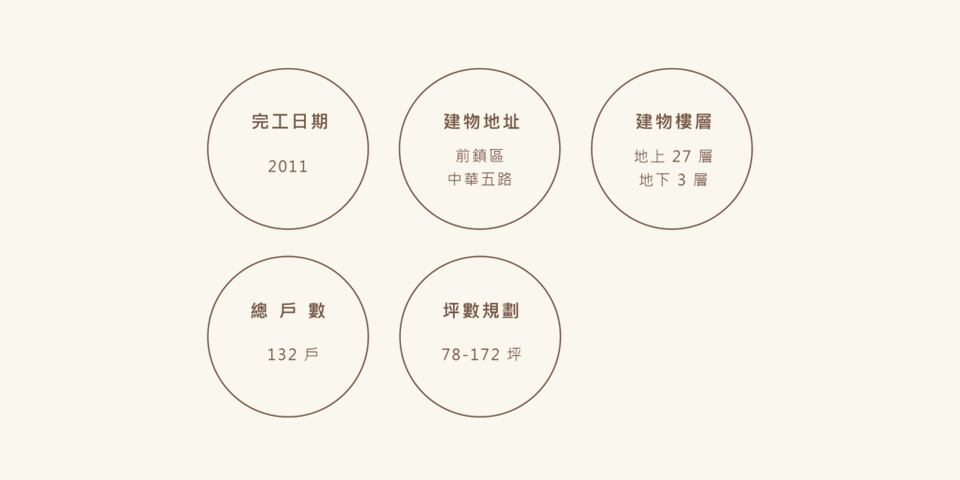 完工日期
2011
建物地址
前鎮區
中華五路
建物樓層
地上 27 層
地下 3 層
總 戶 數
132 戶
坪數規劃
78-172 坪